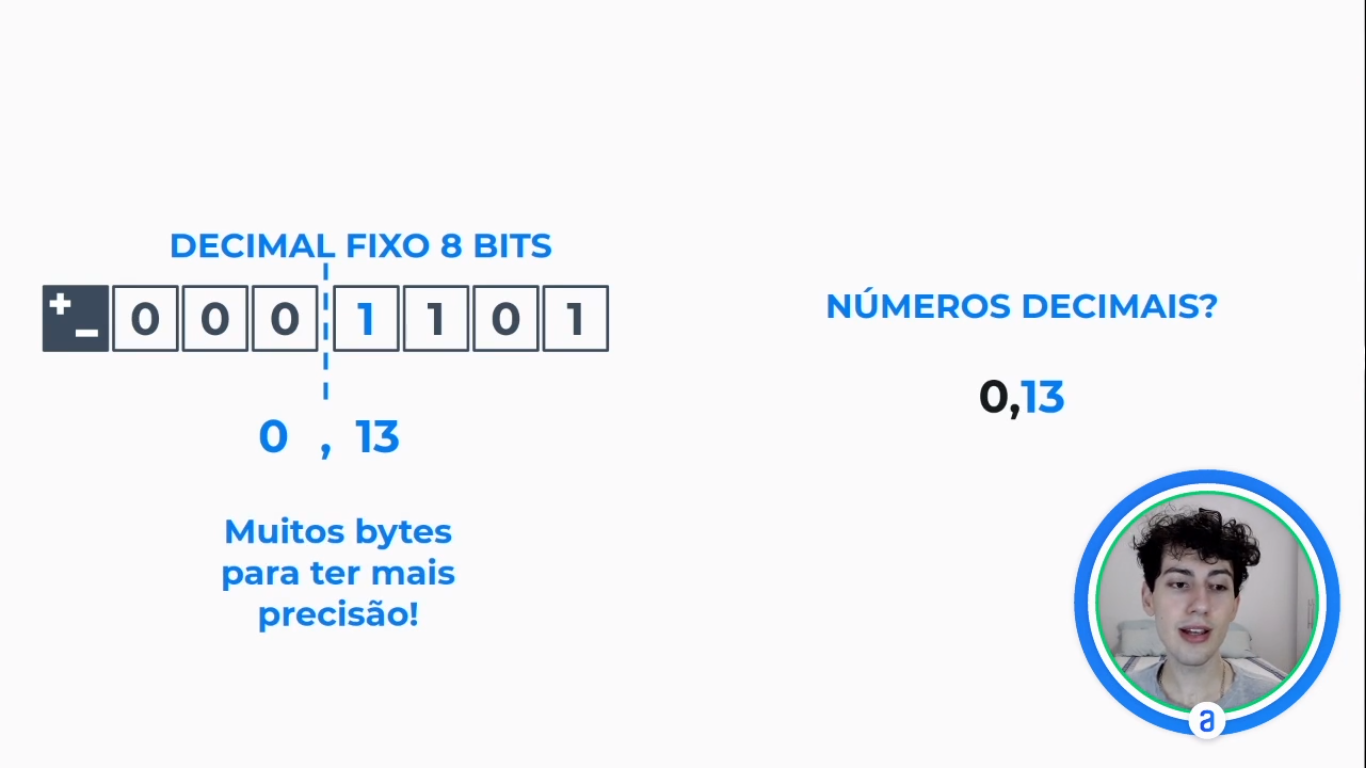 DECIMAL FIXO 8 BITS
+ - 0 0 0 1 1 0 1
0 , 13
Muitos bytes
para ter mais
precisão!
NÚMEROS DECIMAIS?
0,13
a